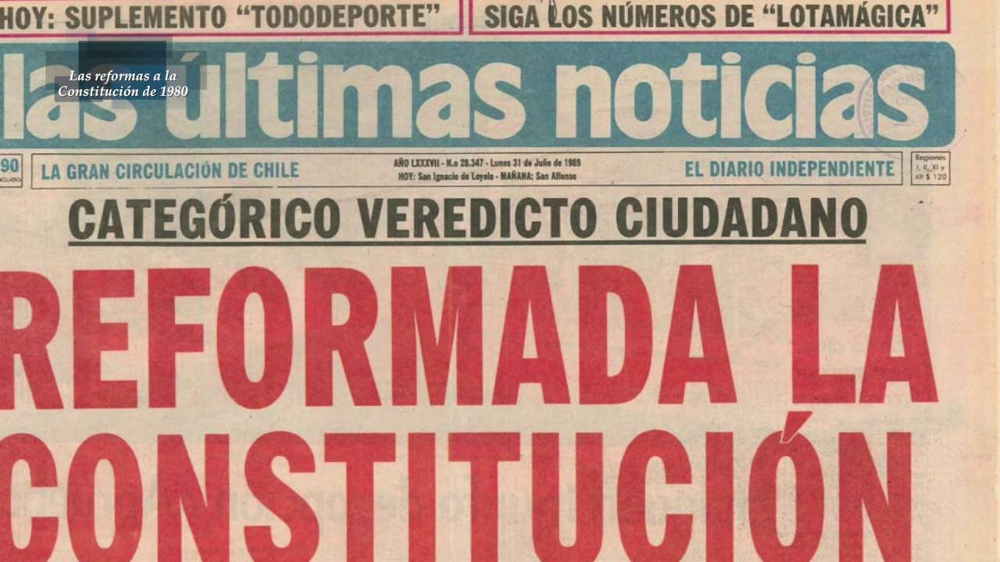 HOY: SUPLEMENTO “TODODEPORTE”
SIGA LOS NÚMEROS DE “LOTAMÁGICA”
las últimas noticias
Las reformas a la
Constitución de 1980
90
LA GRAN CIRCULACIÓN DE CHILE
AÑO LXXXVII - N.o 28.347 - Lunes 31 de Julio de 1989
HOY: San Ignacio de Loyola - MAÑANA: San Alfonso
EL DIARIO INDEPENDIENTE
Regiones
I, II, XI y
XII $ 120
CATEGÓRICO VEREDICTO CIUDADANO
REFORMADA LA
CONSTITUCIÓN